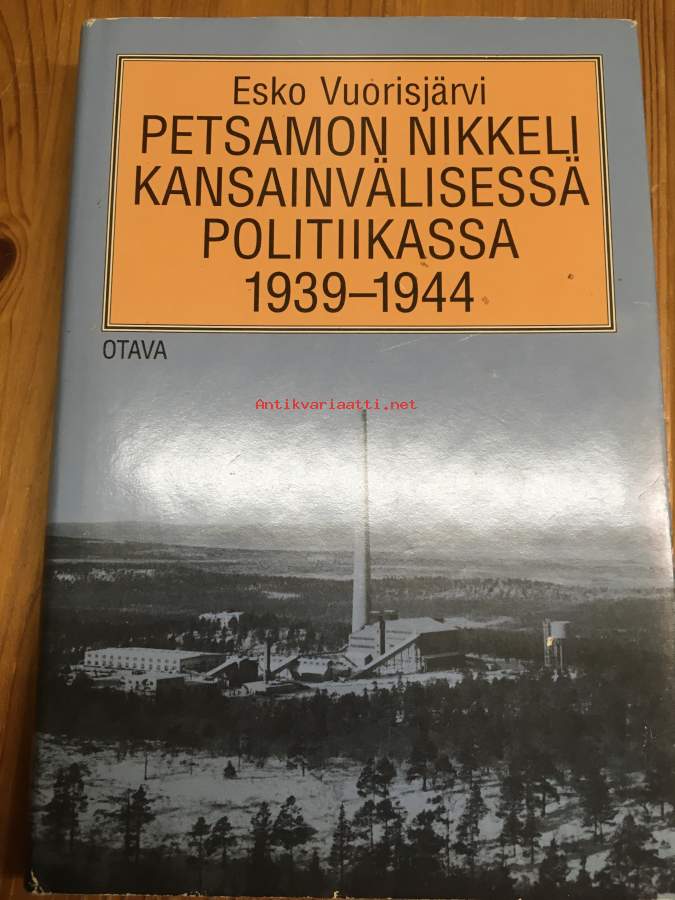 Esko Vuorisjärvi
PETSAMON NIKKELI
KANSAINVÄLISESSÄ
POLITIIKASSA
1939–1944
OTAVA
Antikvariaatti.net